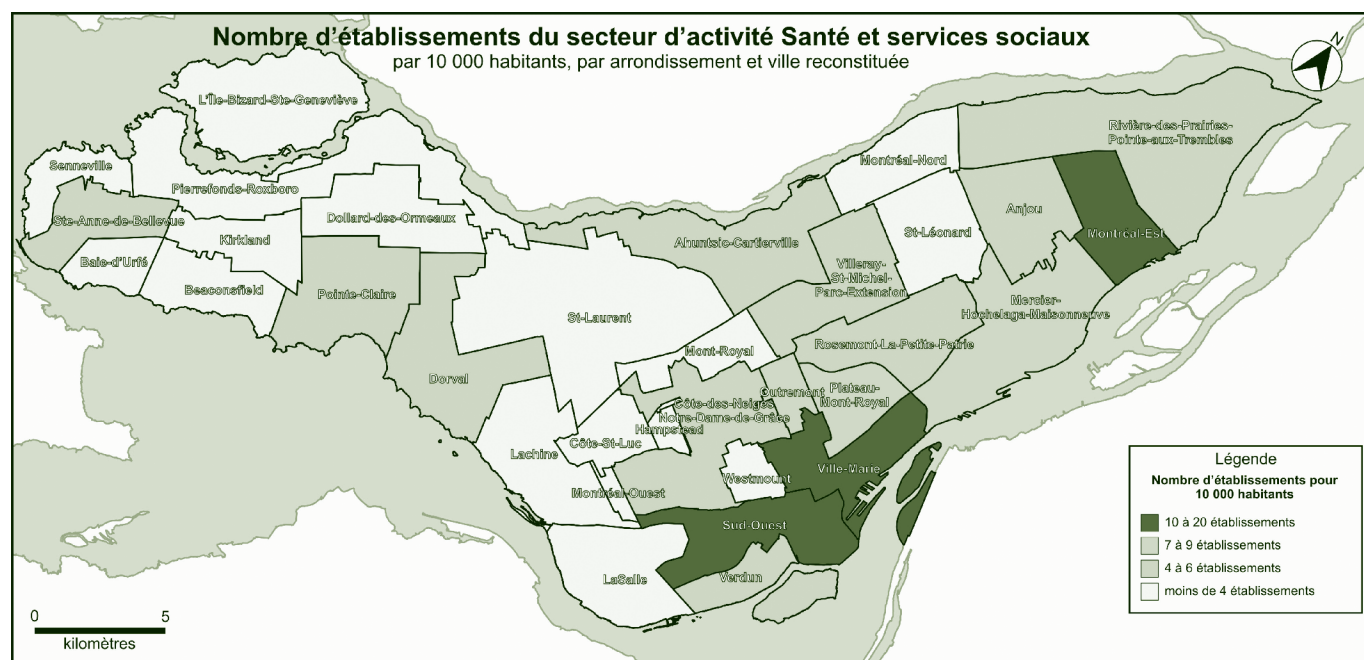 Nombre d'établissements du secteur d'activité Santé et services sociaux
par 10 000 habitants, par arrondissement et ville reconstituée
N
L'Île-Bizard-Ste-Geneviève
Rivière-des-Prairies-
Pointe-aux-Trembles
Montréal-Nord
Senneville
Pierrefonds-Roxboro
Ste-Anne-de-Bellevue
Dollard-des-Ormeaux
Anjou
St-Léonard
Montréal-Est
Kirkland
Ahuntsic-Cartierville
Baie-d'Urfé
Villeray-
St-Michel-
Parc-Extension
Beaconsfield
Pointe-Claire
Mercier-
Hochelaga-Maisonneuve
St-Laurent
Rosemont-La-Petite-Patrie
Mont-Royal
Dorval
Outremont
Plateau-
Mont-Royal
Côte-des-Neiges
Notre-Dame-de-Grâce
Hampstead
Côte-St-Luc
Lachine
Ville-Marie
Westmount
Montréal-Ouest
Sud-Ouest
LaSalle
Verdun
Légende
Nombre d'établissements pour
10 000 habitants
10 à 20 établissements
7 à 9 établissements
4 à 6 établissements
moins de 4 établissements
0 5
kilomètres